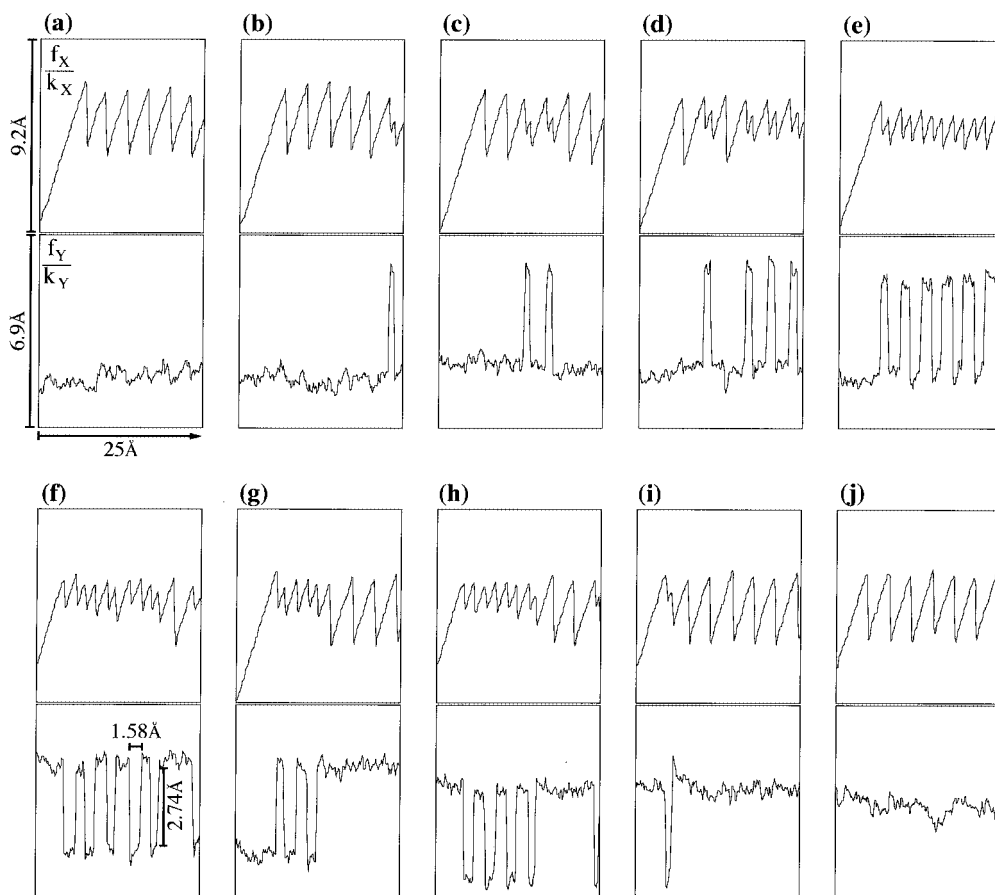 (a) (b) (c) (d) (e)
f_X
k_X
9.2Å
f_Y
k_Y
6.9Å
25Å
(f) (g) (h) (i) (j)
1.58Å
2.74Å